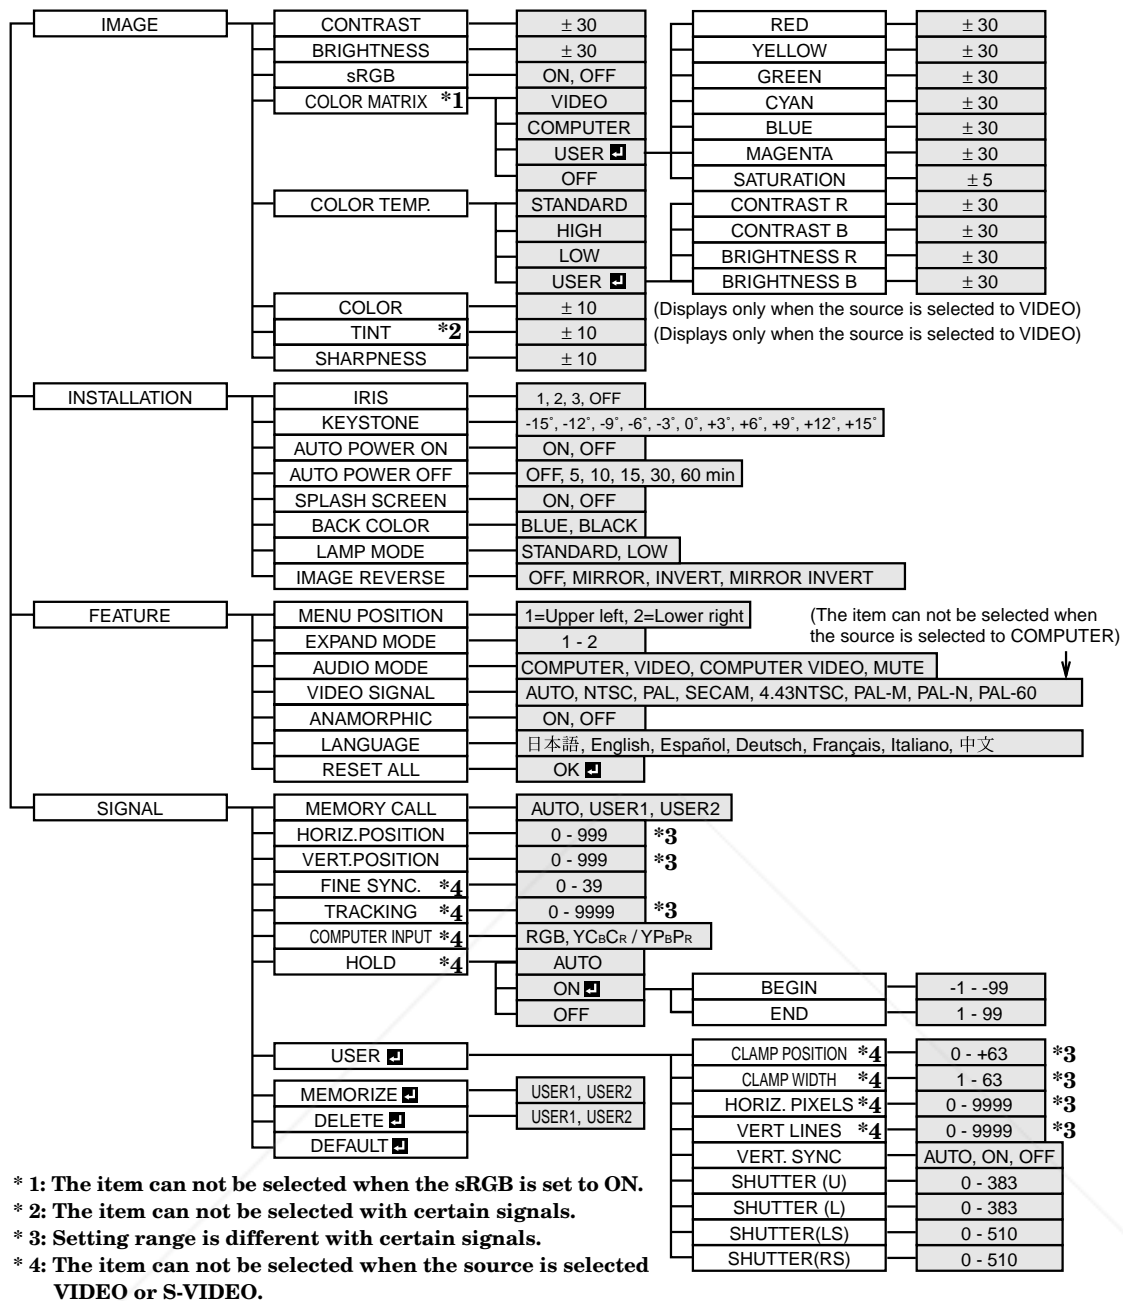 IMAGE CONTRAST ± 30 RED ± 30
BRIGHTNESS ± 30 YELLOW ± 30
sRGB ON, OFF GREEN ± 30
COLOR MATRIX *1 VIDEO CYAN ± 30
COMPUTER BLUE ± 30
USER MAGENTA ± 30
OFF SATURATION ± 5
COLOR TEMP. STANDARD CONTRAST R ± 30
HIGH CONTRAST B ± 30
LOW BRIGHTNESS R ± 30
USER BRIGHTNESS B ± 30
COLOR ± 10 (Displays only when the source is selected to VIDEO)
TINT *2 ± 10 (Displays only when the source is selected to VIDEO)
SHARPNESS ± 10
INSTALLATION IRIS 1, 2, 3, OFF
KEYSTONE -15°, -12°, -9°, -6°, -3°, 0°, +3°, +6°, +9°, +12°, +15°
AUTO POWER ON ON, OFF
AUTO POWER OFF OFF, 5, 10, 15, 30, 60 min
SPLASH SCREEN ON, OFF
BACK COLOR BLUE, BLACK
LAMP MODE STANDARD, LOW
IMAGE REVERSE OFF, MIRROR, INVERT, MIRROR INVERT
FEATURE MENU POSITION 1=Upper left, 2=Lower right (The item can not be selected when
EXPAND MODE 1 - 2 the source is selected to COMPUTER)
AUDIO MODE COMPUTER, VIDEO, COMPUTER VIDEO, MUTE
VIDEO SIGNAL AUTO, NTSC, PAL, SECAM, 4.43NTSC, PAL-M, PAL-N, PAL-60
ANAMORPHIC ON, OFF
LANGUAGE 日本語, English, Español, Deutsch, Français, Italiano, 中文
RESET ALL OK
SIGNAL MEMORY CALL AUTO, USER1, USER2
HORIZ.POSITION 0 - 999 *3
VERT.POSITION 0 - 999 *3
FINE SYNC. *4 0 - 39
TRACKING *4 0 - 9999 *3
COMPUTER INPUT *4 RGB, YCBCR / YPBPR
HOLD *4 AUTO
ON BEGIN -1 - -99
OFF END 1 - 99
USER CLAMP POSITION *4 0 - +63 *3
CLAMP WIDTH *4 1 - 63 *3
MEMORIZE USER1, USER2 HORIZ. PIXELS *4 0 - 9999 *3
DELETE USER1, USER2 VERT LINES *4 0 - 9999 *3
DEFAULT VERT. SYNC AUTO, ON, OFF
SHUTTER (U) 0 - 383
SHUTTER (L) 0 - 383
SHUTTER(LS) 0 - 510
SHUTTER(RS) 0 - 510
* 1: The item can not be selected when the sRGB is set to ON.
* 2: The item can not be selected with certain signals.
* 3: Setting range is different with certain signals.
* 4: The item can not be selected when the source is selected
VIDEO or S-VIDEO.